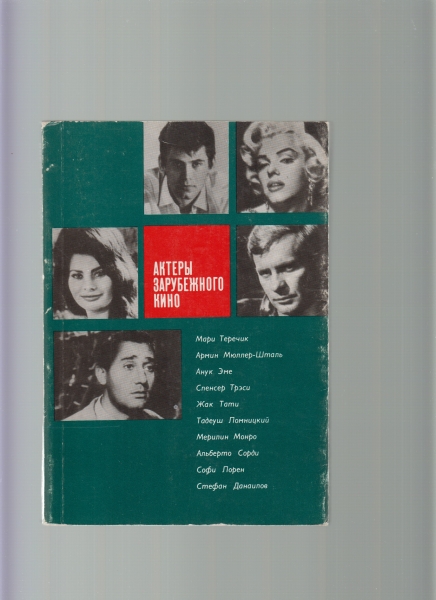 АКТЕРЫ
ЗАРУБЕЖНОГО
КИНО
Мари Теречик
Армин Мюллер-Шталь
Анук Эме
Спенсер Трэси
Жак Тати
Тадеуш Ломницкий
Мерилин Монро
Альберто Сорди
Софи Лорен
Стефан Данаилов